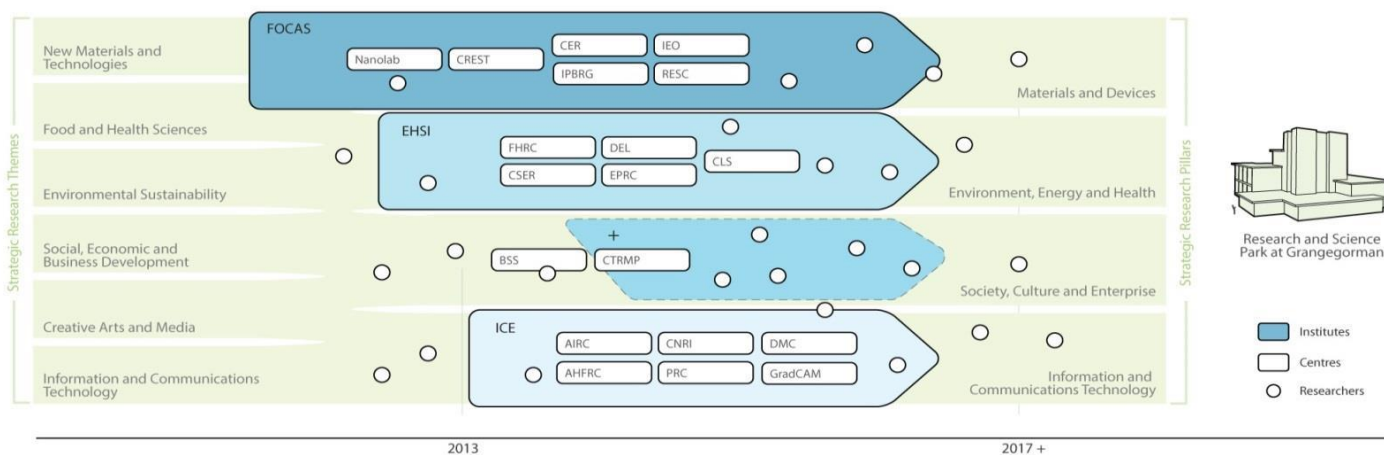 Strategic Research Themes
New Materials and
Technologies
Food and Health Sciences
Environmental Sustainability
Social, Economic and
Business Development
Creative Arts and Media
Information and Communications
Technology
FOCAS
Nanolab
CREST
CER
IEO
IPBRG
RESC
EHSI
FHRC
DEL
CLS
CSER
EPRC
+
BSS
CTRMP
ICE
AIRC
CNRI
DMC
AHFRC
PRC
GradCAM
Materials and Devices
Environment, Energy and Health
Society, Culture and Enterprise
Information and
Communications Technology
Strategic Research Pillars
Research and Science
Park at Grangegorman
Institutes
Centres
Researchers
2013
2017 +